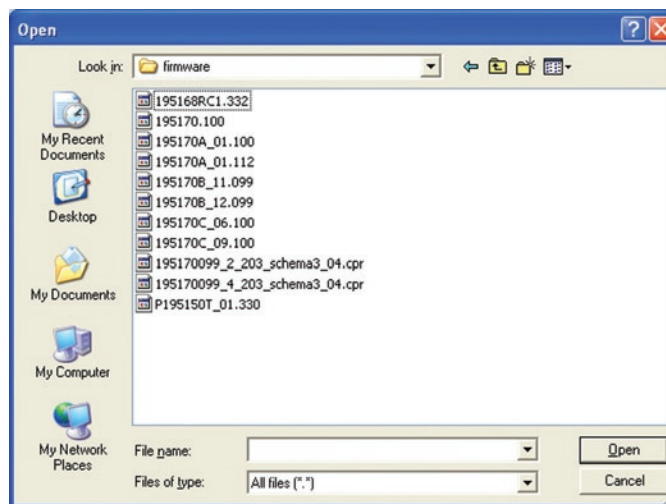 Open
Look in: firmware
My Recent
Documents
Desktop
My Documents
My Computer
My Network
Places
195168RC1.332
195170.100
195170A_01.100
195170A_01.112
195170B_11.099
195170B_12.099
195170C_06.100
195170C_09.100
195170099_2_203_schema3_04.cpr
195170099_4_203_schema3_04.cpr
P195150T_01.330
File name:
Open
Files of type: All files (*.*)
Cancel